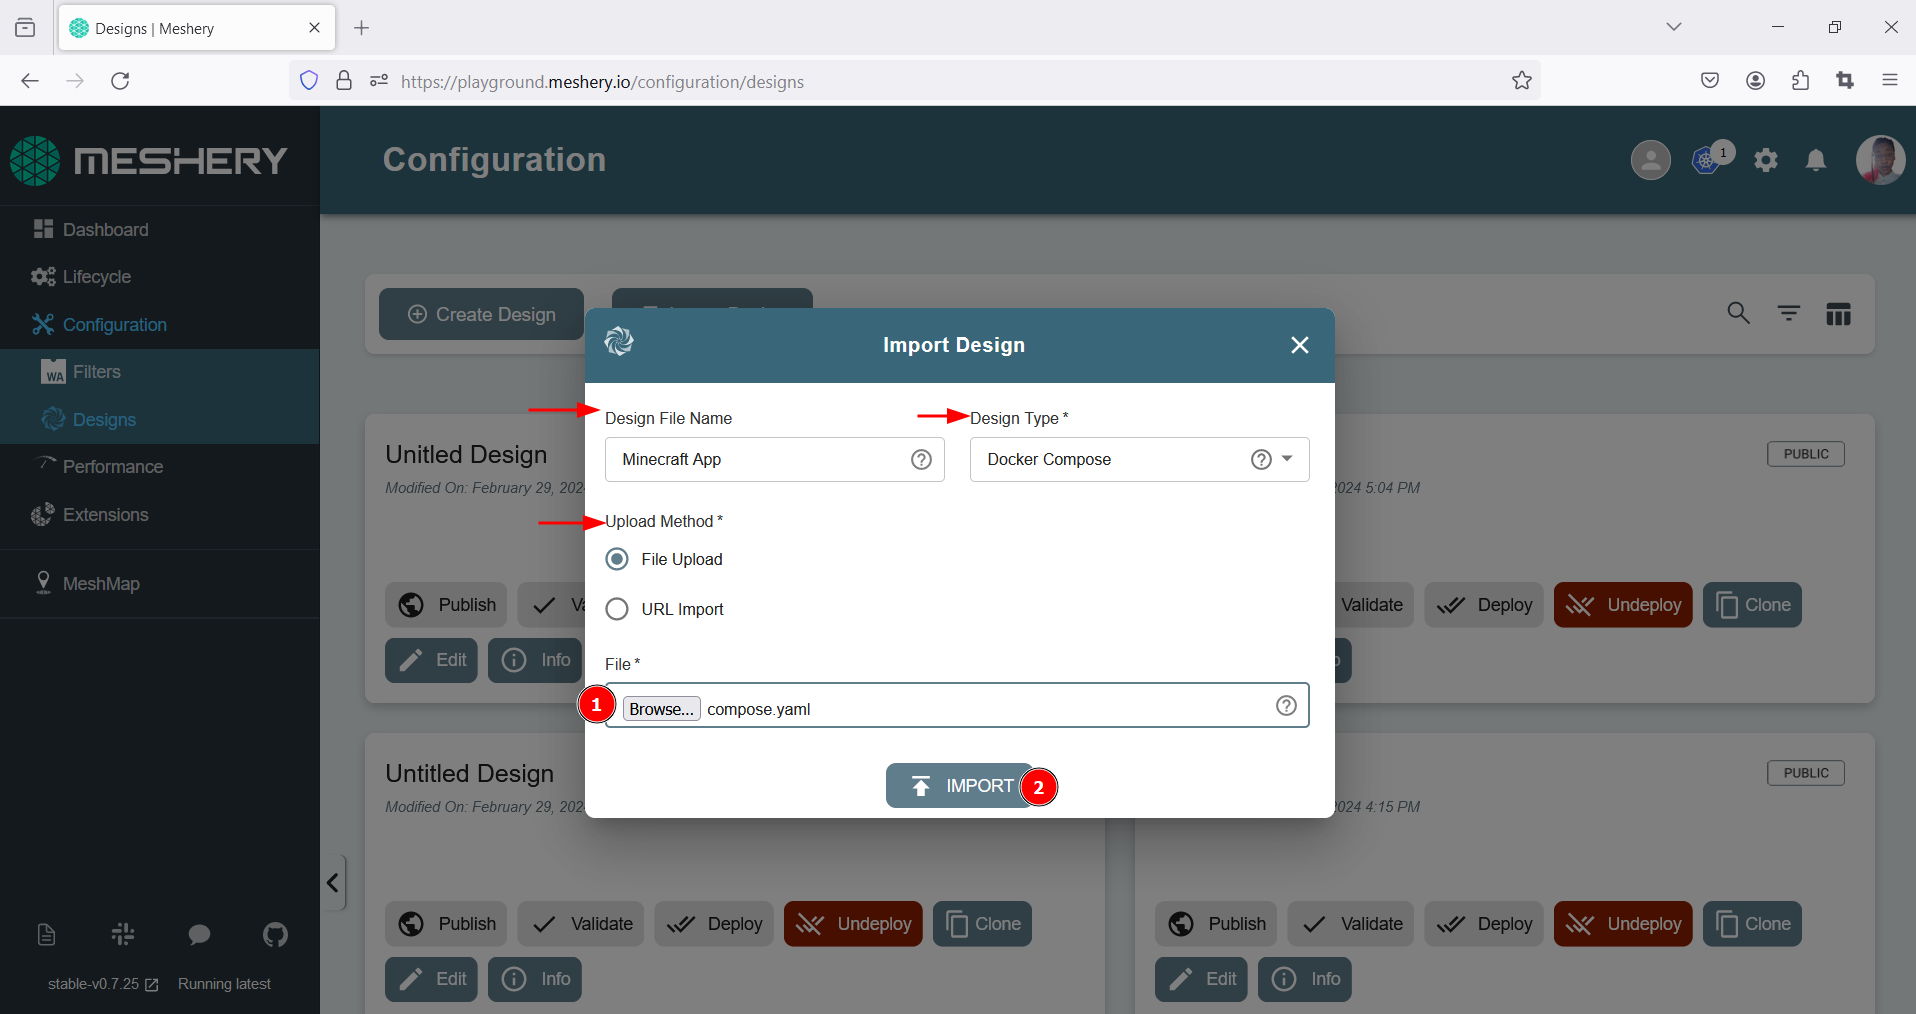 Designs | Meshery
https://playground.meshery.io/configuration/designs
MESHERY
Configuration
1
Dashboard
Lifecycle
Configuration
WA Filters
Designs
Performance
Extensions
MeshMap
stable-v0.7.25 Running latest
Create Design
Import Design
Design File Name
Design Type *
Minecraft App
Docker Compose
Upload Method *
File Upload
URL Import
File *
1 Browse... compose.yaml
IMPORT 2
Unitled Design
Modified On: February 29, 202
Publish
Edit
Info
PUBLIC
024 5:04 PM
Validate
Deploy
Undeploy
Clone
Untitled Design
Modified On: February 29, 202
Publish
Validate
Deploy
Undeploy
Clone
Edit
Info
PUBLIC
024 4:15 PM
Publish
Validate
Deploy
Undeploy
Clone
Edit
Info